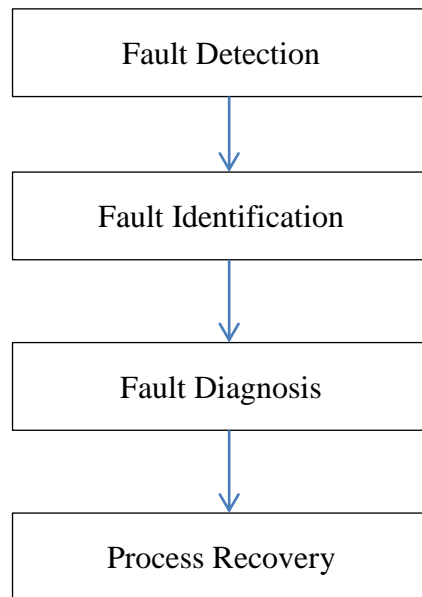 Fault Detection
Fault Identification
Fault Diagnosis
Process Recovery